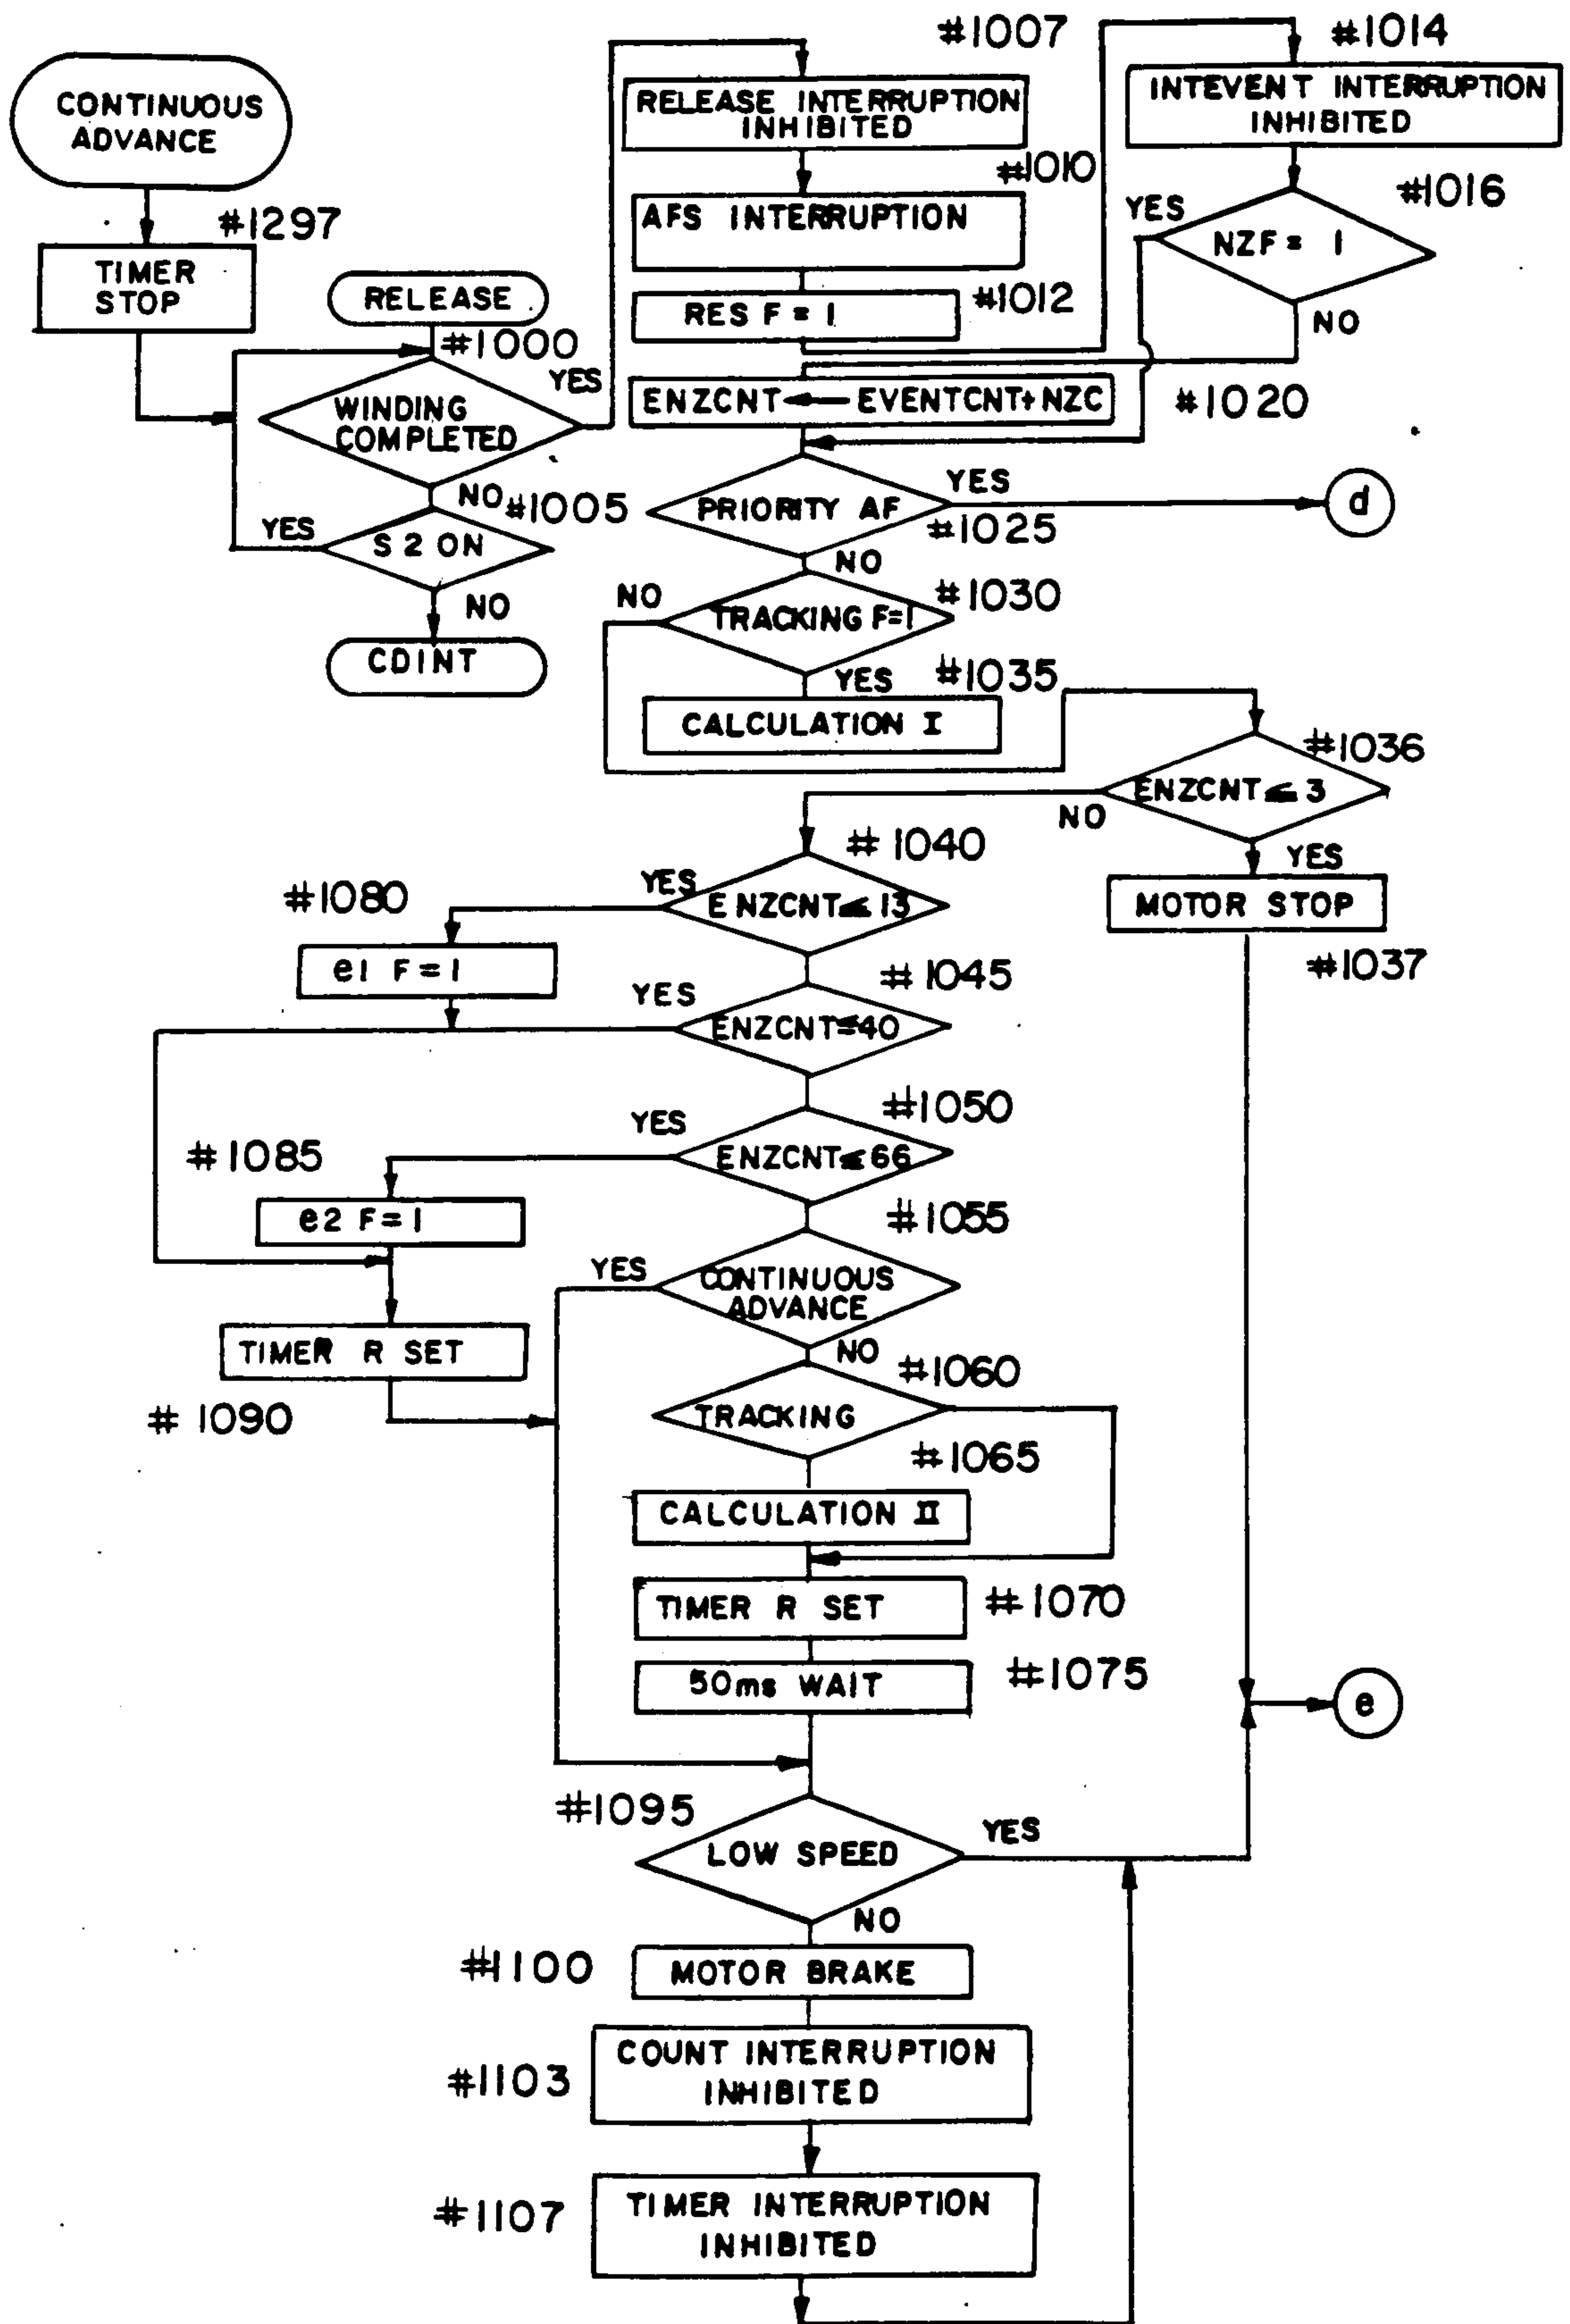 CONTINUOUS
ADVANCE
#1297
TIMER
STOP
RELEASE
#1000
WINDING
COMPLETED
YES
NO
#1005
S2 ON
YES
NO
CDINT
#1007
RELEASE INTERRUPTION
INHIBITED
#1010
AFS INTERRUPTION
#1012
RES F = 1
#1014
INTEVENT INTERRUPTION
INHIBITED
#1016
YES
NZF = 1
NO
ENZCNT ← EVENTCNT+NZC
#1020
PRIORITY AF
YES
d
#1025
NO
NO
TRACKING F=1
#1030
YES
#1035
CALCULATION I
#1036
ENZCNT ≦ 3
NO
YES
MOTOR STOP
#1037
#1040
YES
ENZCNT ≦ 13
#1080
e1 F = 1
#1045
YES
ENZCNT ≦ 40
#1050
YES
ENZCNT ≦ 66
#1085
e2 F = 1
#1055
YES
CONTINUOUS
ADVANCE
NO
TIMER R SET
#1090
#1060
TRACKING
#1065
CALCULATION II
TIMER R SET
#1070
50ms WAIT
#1075
e
#1095
LOW SPEED
YES
NO
#1100
MOTOR BRAKE
#1103
COUNT INTERRUPTION
INHIBITED
#1107
TIMER INTERRUPTION
INHIBITED